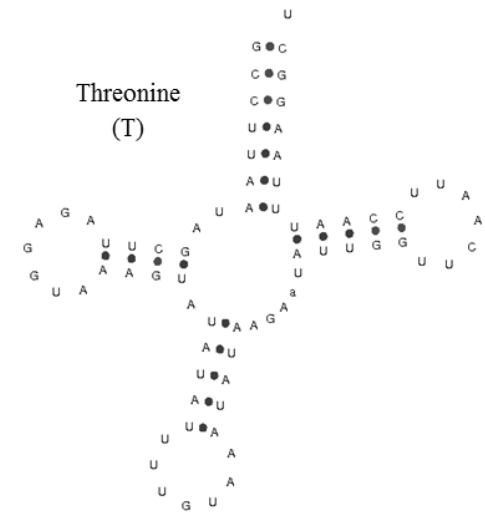 Threonine
(T)
U
G C
C G
C G
U A
U A
A U
A U
U
A
U U C G
A G A G G U A
A A G U
A
U A A G A a U
A U
U A
A U
U A
U U U G U A A
U A A C C
U U A A C U U
A U U G G